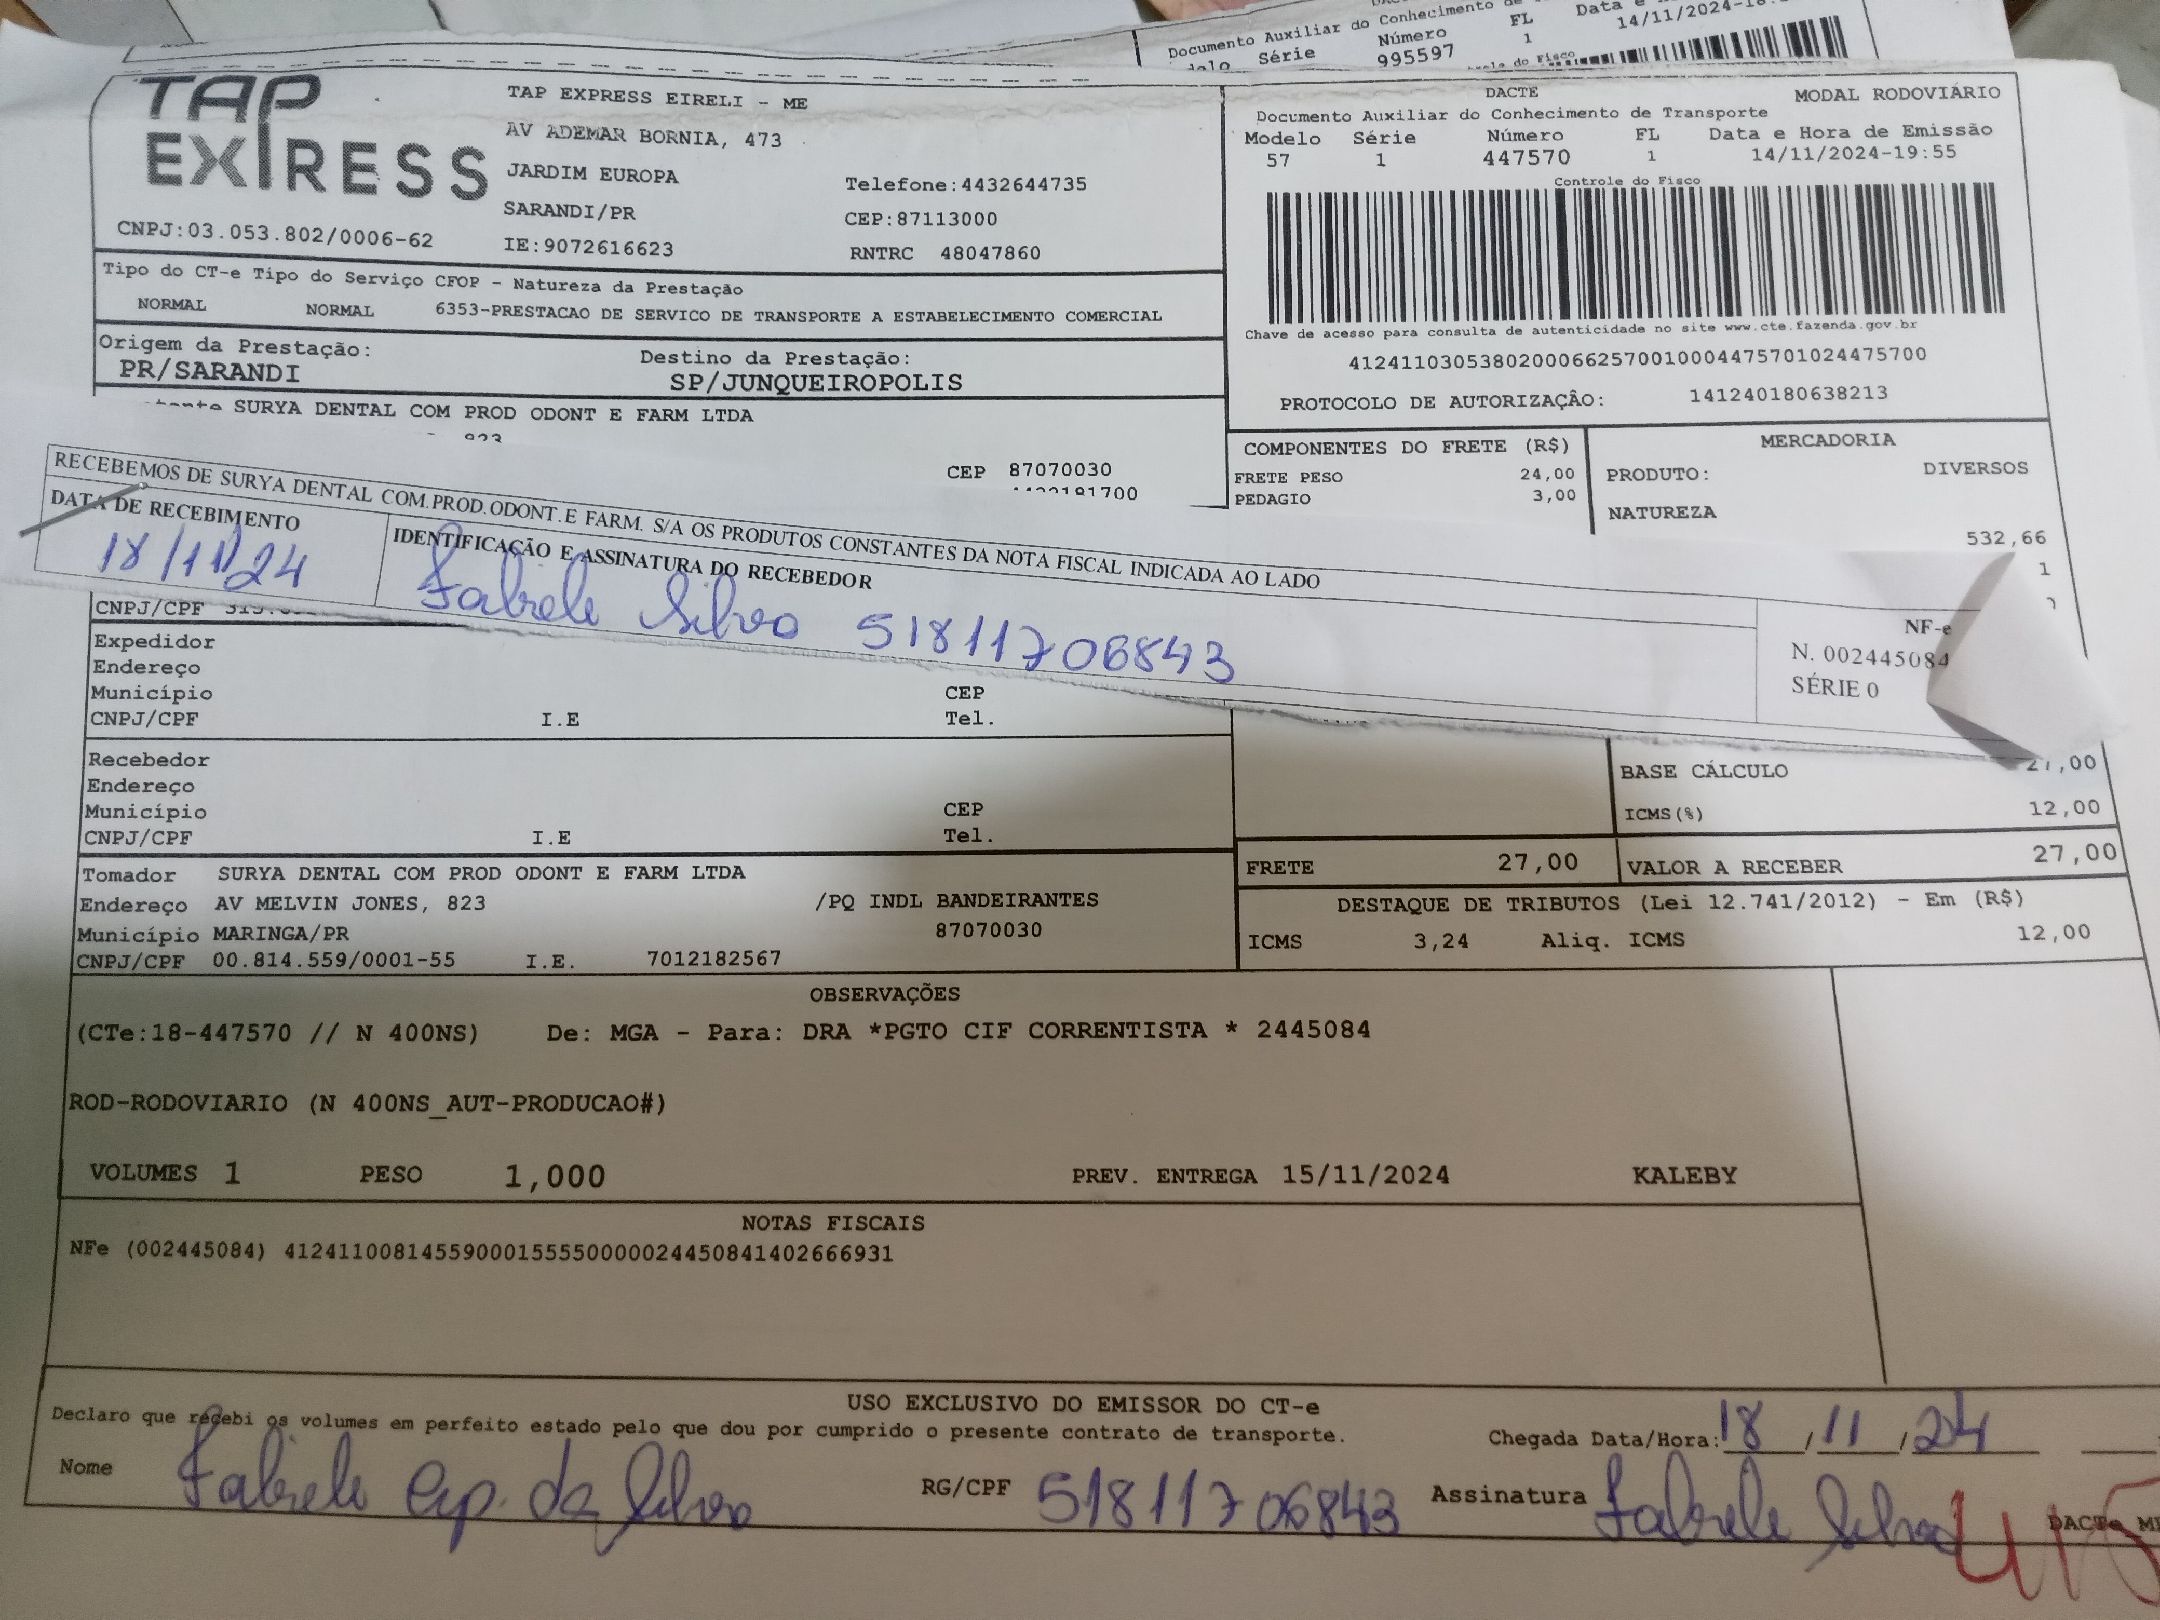 Documento Auxiliar do Conhecimento
Série Número FL
995597 1 14/11/2024-
TAP EXPRESS
CNPJ:03.053.802/0006-62
TAP EXPRESS EIRELI - ME
AV ADEMAR BORNIA, 473
JARDIM EUROPA
SARANDI/PR
IE:9072616623
Telefone:4432644735
CEP:87113000
RNTRC 48047860
DACTE MODAL RODOVIÁRIO
Documento Auxiliar do Conhecimento de Transporte
Modelo Série Número FL Data e Hora de Emissão
57 1 447570 1 14/11/2024-19:55
Controle do Fisco
Chave de acesso para consulta de autenticidade no site www.cte.fazenda.gov.br
41241103053802000662570010004475701024475700
PROTOCOLO DE AUTORIZAÇÂO: 141240180638213
Tipo do CT-e Tipo do Serviço CFOP - Natureza da Prestação
NORMAL NORMAL 6353-PRESTACAO DE SERVICO DE TRANSPORTE A ESTABELECIMENTO COMERCIAL
Origem da Prestação: Destino da Prestação:
PR/SARANDI SP/JUNQUEIROPOLIS
SURYA DENTAL COM PROD ODONT E FARM LTDA
823
CEP 87070030
COMPONENTES DO FRETE (R$)
FRETE PESO 24,00
PEDAGIO 3,00
MERCADORIA
PRODUTO: DIVERSOS
NATUREZA
532,66
1
RECEBEMOS DE SURYA DENTAL COM.PROD.ODONT.E FARM. S/A OS PRODUTOS CONSTANTES DA NOTA FISCAL INDICADA AO LADO
DATA DE RECEBIMENTO IDENTIFICAÇÃO E ASSINATURA DO RECEBEDOR
18/11/24 Fabiele Silva 51811706843
NF-e
N. 002445084
SÉRIE 0
CNPJ/CPF
Expedidor
Endereço
Município CEP
CNPJ/CPF I.E Tel.
Recebedor
Endereço
Município CEP
CNPJ/CPF I.E Tel.
BASE CÁLCULO 27,00
ICMS(%) 12,00
FRETE 27,00 VALOR A RECEBER 27,00
Tomador SURYA DENTAL COM PROD ODONT E FARM LTDA
Endereço AV MELVIN JONES, 823 /PQ INDL BANDEIRANTES
Município MARINGA/PR 87070030
CNPJ/CPF 00.814.559/0001-55 I.E. 7012182567
DESTAQUE DE TRIBUTOS (Lei 12.741/2012) - Em (R$)
ICMS 3,24 Aliq. ICMS 12,00
OBSERVAÇÕES
(CTe:18-447570 // N 400NS) De: MGA - Para: DRA *PGTO CIF CORRENTISTA * 2445084
ROD-RODOVIARIO (N 400NS_AUT-PRODUCAO#)
VOLUMES 1 PESO 1,000 PREV. ENTREGA 15/11/2024 KALEBY
NOTAS FISCAIS
NFe (002445084) 41241100814559000155550000024450841402666931
USO EXCLUSIVO DO EMISSOR DO CT-e
Declaro que recebi os volumes em perfeito estado pelo que dou por cumprido o presente contrato de transporte.
Chegada Data/Hora: 18/11/24
Nome Fabiele da Silva RG/CPF 51811706843 Assinatura Fabiele Silva